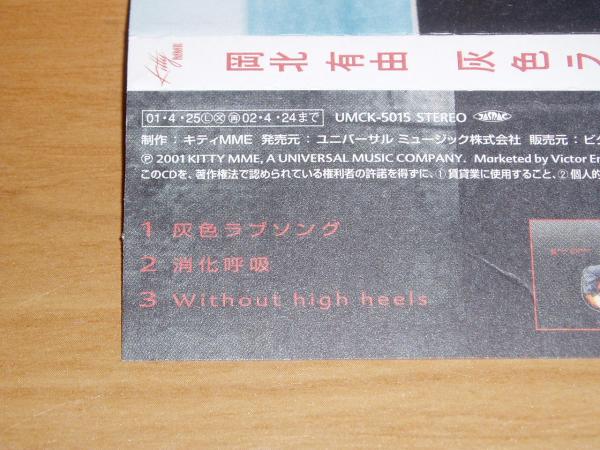 Kitty MMR
岡北 有由 灰色ラ
01・4・25Ⓛ 02・4・24まで UMCK-5015 STEREO
制作：キティMME 発売元：ユニバーサル ミュージック株式会社 販売元：ビク
Ⓟ 2001 KITTY MME, A UNIVERSAL MUSIC COMPANY. Marketed by Victor En
このCDを、著作権法で認められている権利者の許諾を得ずに、① 賃貸業に使用すること、② 個人的
1 灰色ラブソング
2 消化呼吸
3 Without high heels